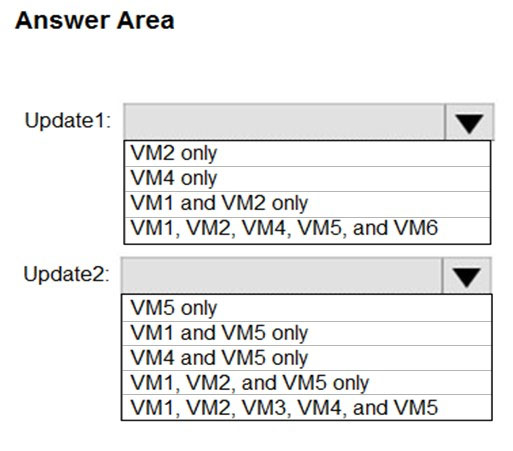 Answer Area
Update1:
VM2 only
VM4 only
VM1 and VM2 only
VM1, VM2, VM4, VM5, and VM6
Update2:
VM5 only
VM1 and VM5 only
VM4 and VM5 only
VM1, VM2, and VM5 only
VM1, VM2, VM3, VM4, and VM5